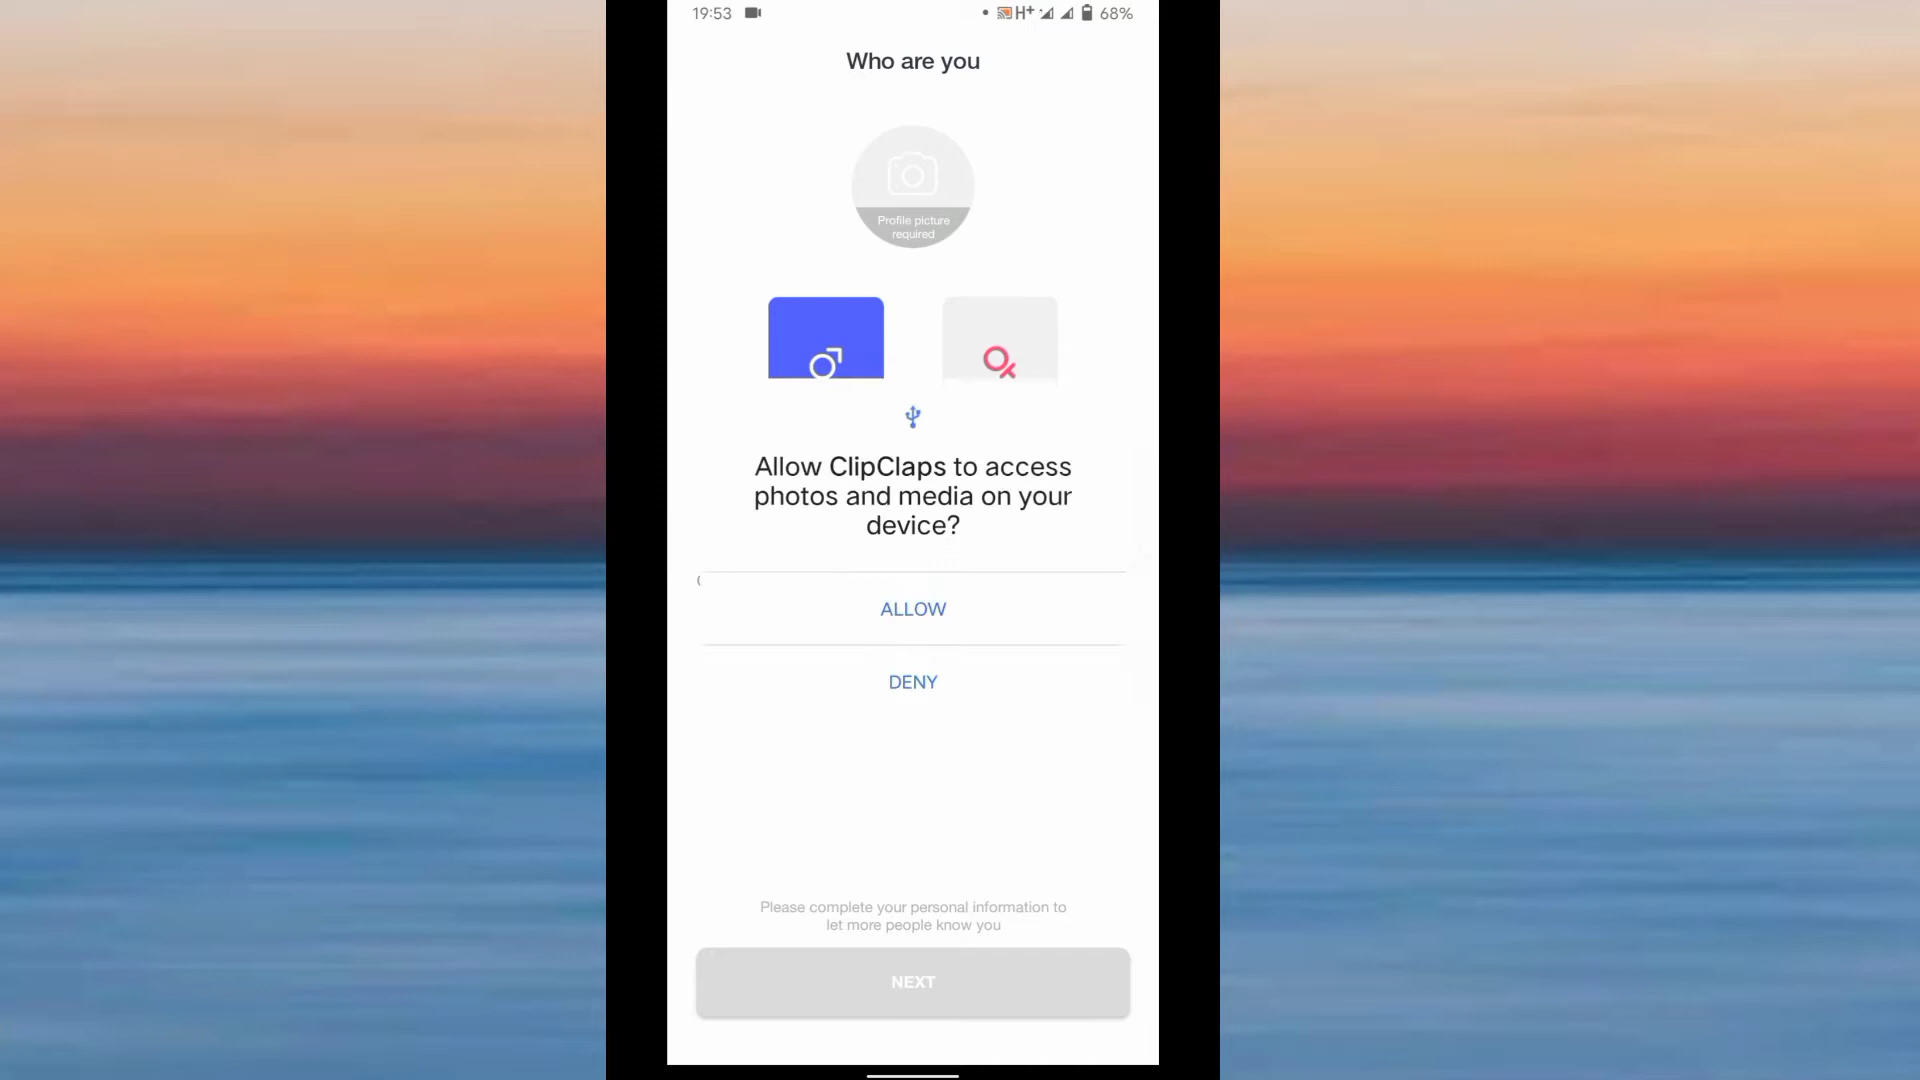 19:53
H+
68%
Who are you
Profile picture
required
Allow ClipClaps to access
photos and media on your
device?
ALLOW
DENY
Please complete your personal information to
let more people know you
NEXT